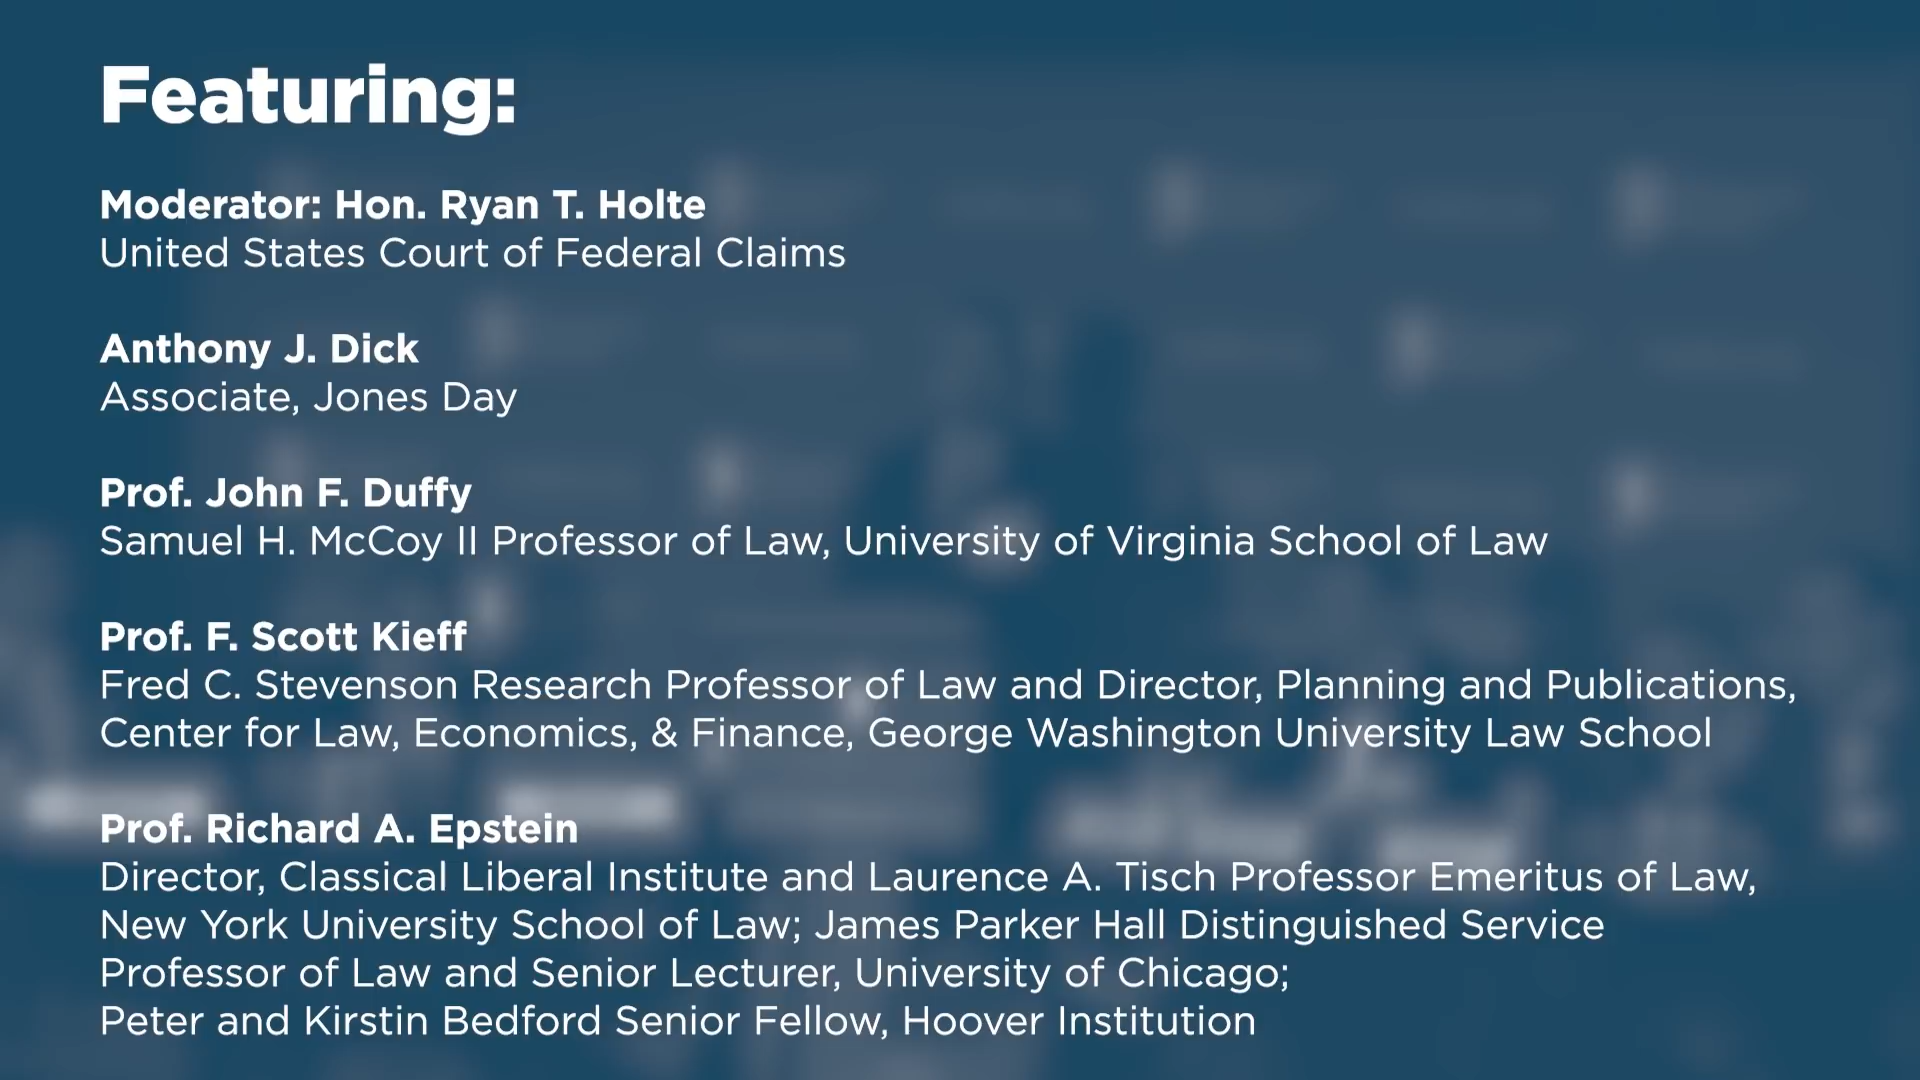 Featuring:
Moderator: Hon. Ryan T. Holte
United States Court of Federal Claims
Anthony J. Dick
Associate, Jones Day
Prof. John F. Duffy
Samuel H. McCoy II Professor of Law, University of Virginia School of Law
Prof. F. Scott Kieff
Fred C. Stevenson Research Professor of Law and Director, Planning and Publications,
Center for Law, Economics, & Finance, George Washington University Law School
Prof. Richard A. Epstein
Director, Classical Liberal Institute and Laurence A. Tisch Professor Emeritus of Law,
New York University School of Law; James Parker Hall Distinguished Service
Professor of Law and Senior Lecturer, University of Chicago;
Peter and Kirstin Bedford Senior Fellow, Hoover Institution